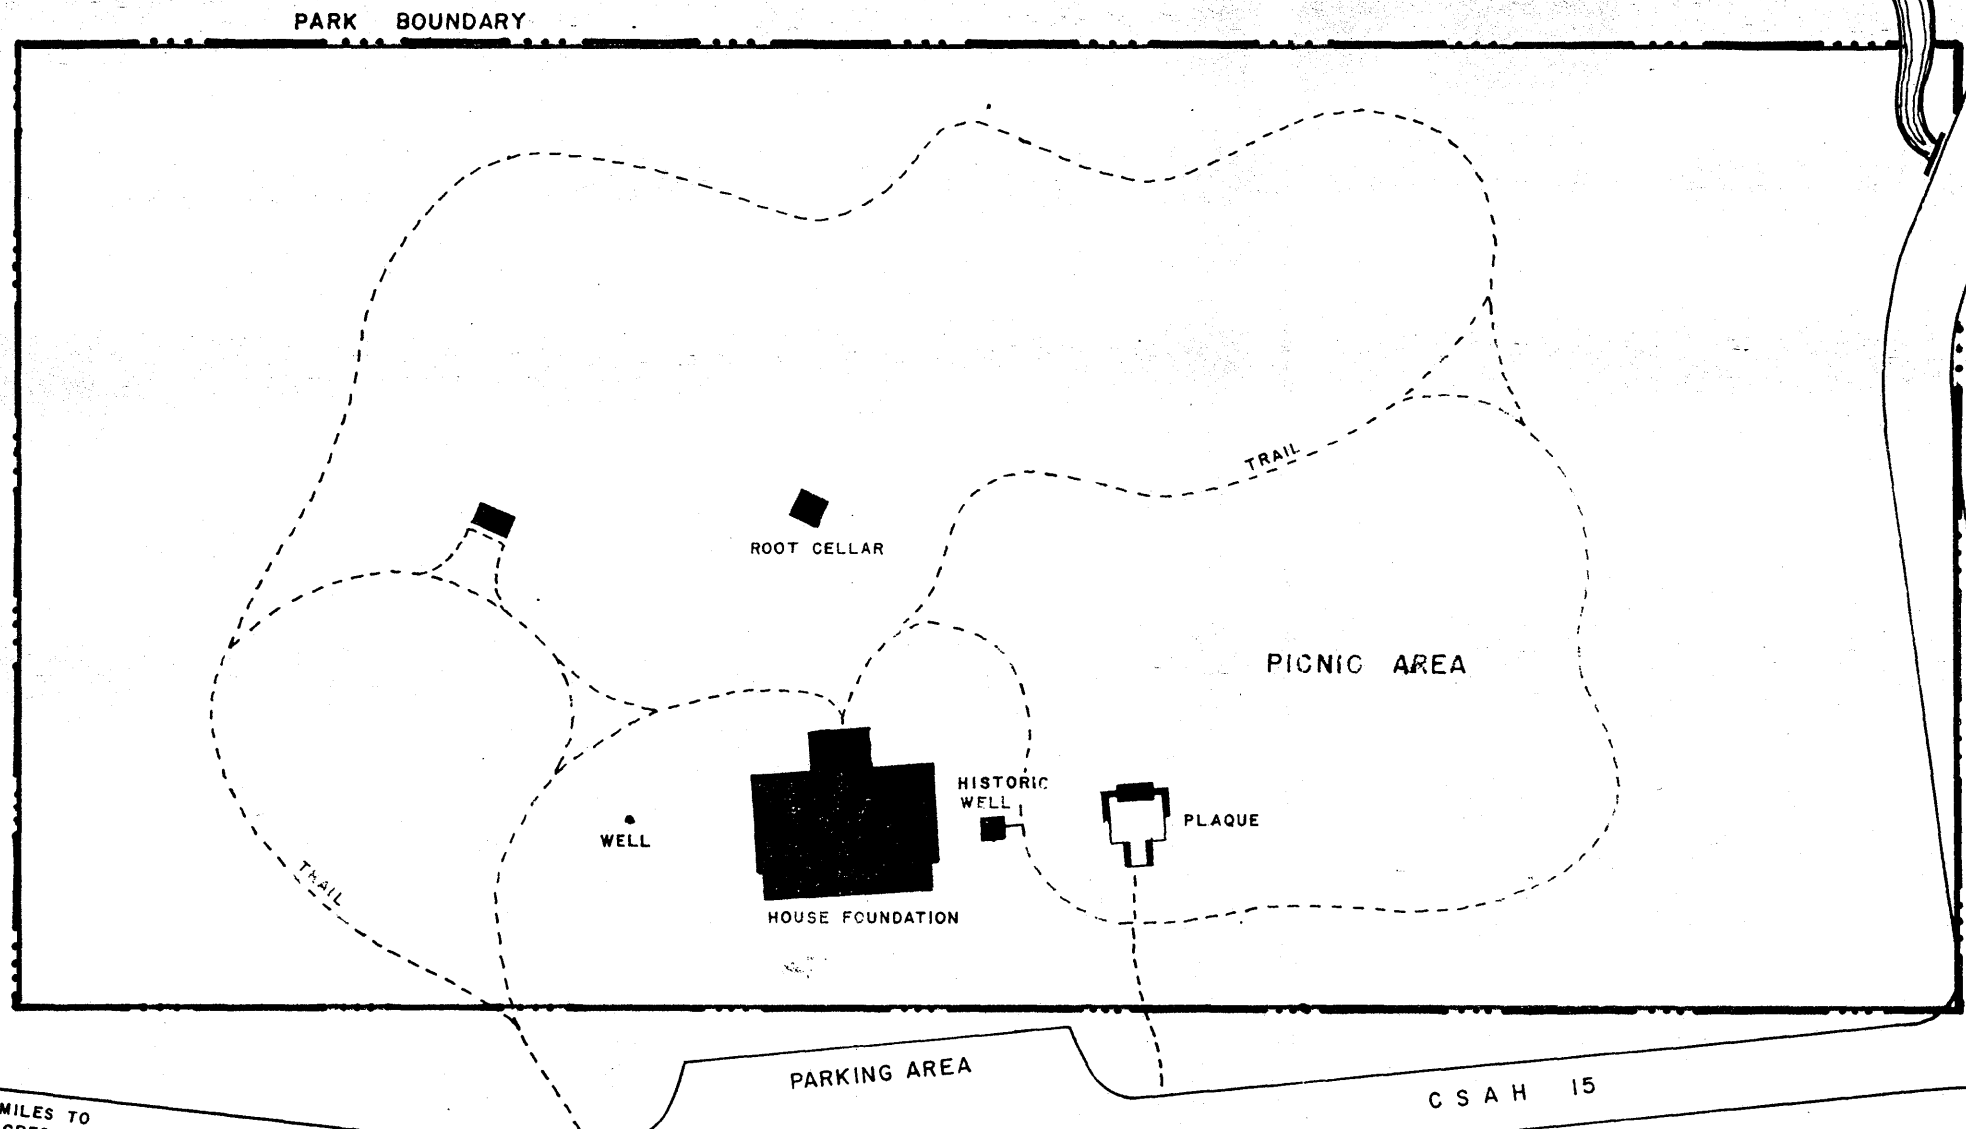 PARK BOUNDARY
TRAIL
ROOT CELLAR
PICNIC AREA
HISTORIC
WELL
PLAQUE
WELL
TRAIL
HOUSE FOUNDATION
PARKING AREA
CSAH 15
MILES TO